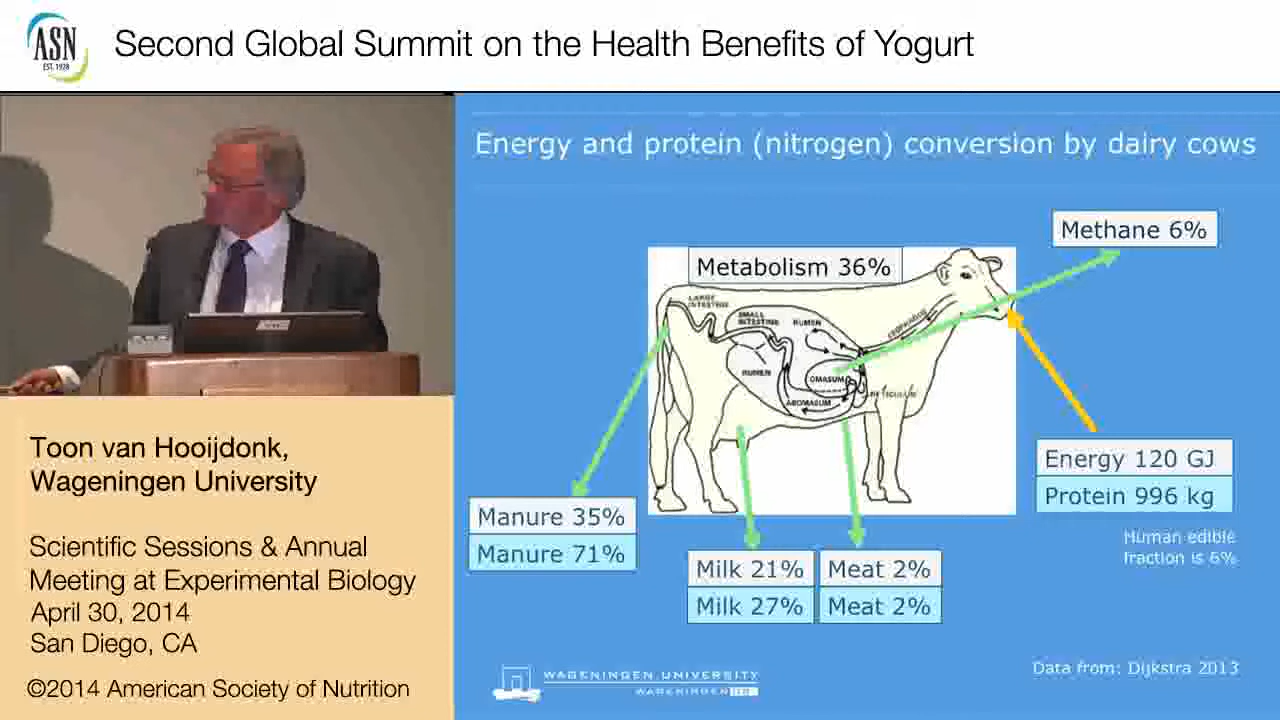 ASN
EST. 1928
Second Global Summit on the Health Benefits of Yogurt
Energy and protein (nitrogen) conversion by dairy cows
Methane 6%
Metabolism 36%
LARGE
INTESTINE
SMALL
INTESTINE
RUMEN
RUMEN
OMASUM
ABOMASUM
RETICULUM
Energy 120 GJ
Protein 996 kg
Human edible
fraction is 6%
Manure 35%
Manure 71%
Milk 21%
Meat 2%
Milk 27%
Meat 2%
Toon van Hooijdonk,
Wageningen University
Scientific Sessions & Annual
Meeting at Experimental Biology
April 30, 2014
San Diego, CA
©2014 American Society of Nutrition
WAGENINGEN UNIVERSITY
WAGENINGEN UR
Data from: Dijkstra 2013